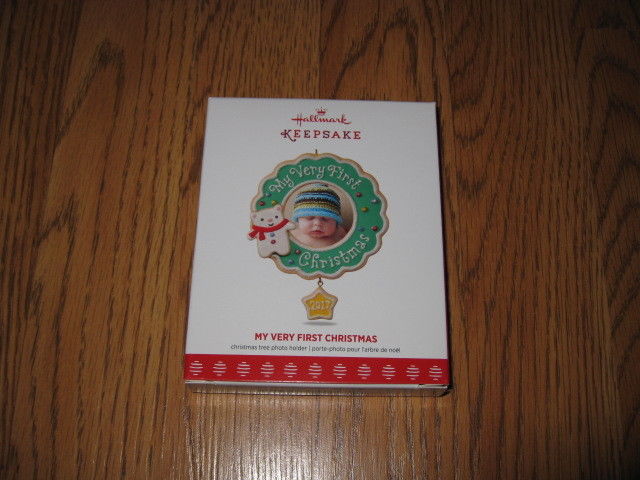 Hallmark
KEEPSAKE
My Very First
Christmas
2017
MY VERY FIRST CHRISTMAS
christmas tree photo holder | porte-photo pour l'arbre de noël